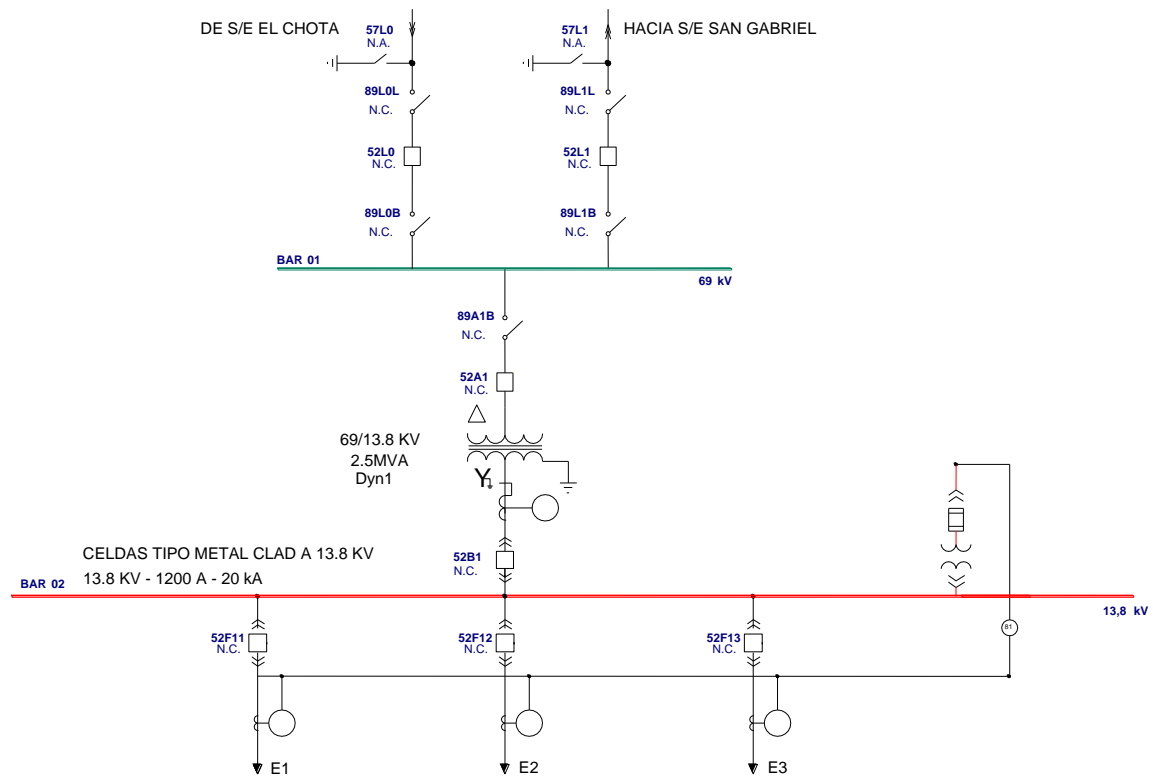 DE S/E EL CHOTA
57L0
N.A.
57L1
N.A.
HACIA S/E SAN GABRIEL
89L0L
N.C.
89L1L
N.C.
52L0
N.C.
52L1
N.C.
89L0B
N.C.
89L1B
N.C.
BAR 01
69 kV
89A1B
N.C.
52A1
N.C.
69/13.8 KV
2.5MVA
Dyn1
CELDAS TIPO METAL CLAD A 13.8 KV
13.8 KV - 1200 A - 20 kA
52B1
N.C.
BAR 02
13,8 kV
52F11
N.C.
52F12
N.C.
52F13
N.C.
81
E1
E2
E3